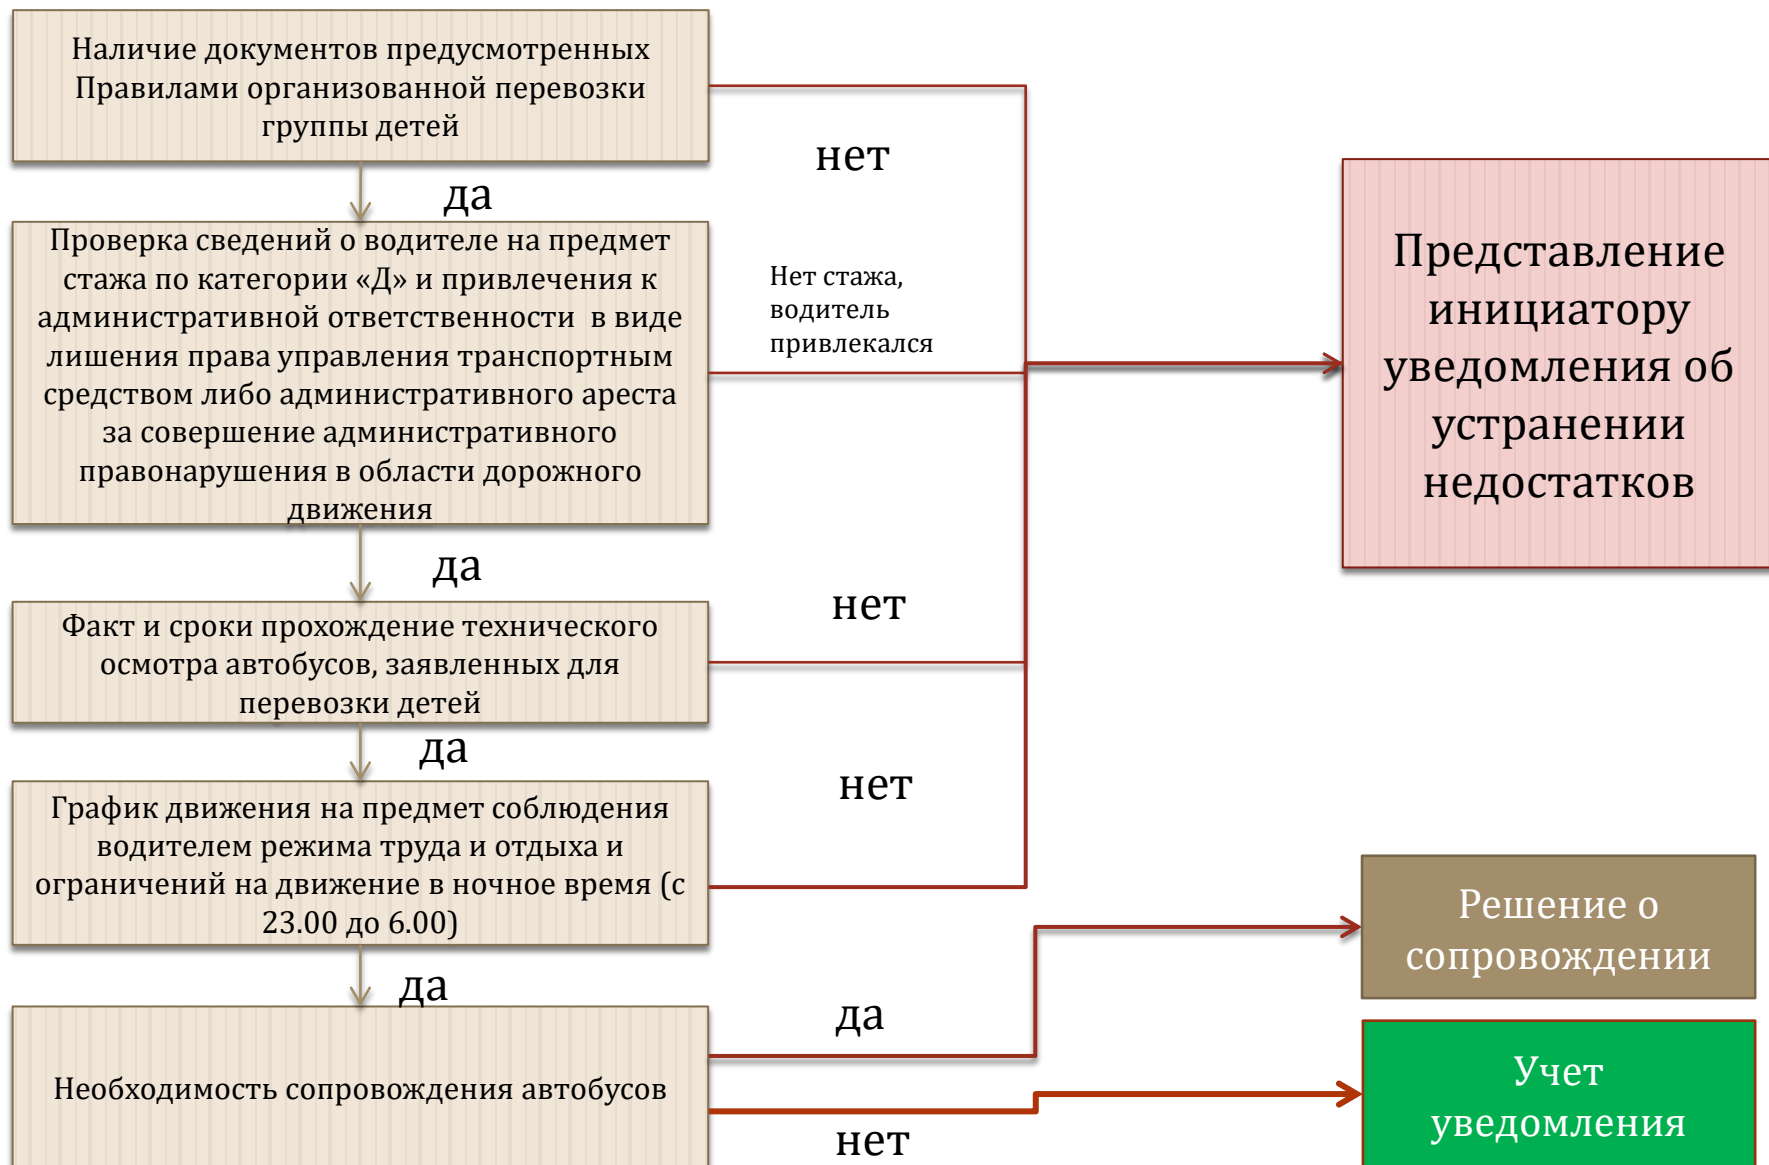 Наличие документов предусмотренных
Правилами организованной перевозки
группы детей
нет
да
Проверка сведений о водителе на предмет
стажа по категории «Д» и привлечения к
административной ответственности в виде
лишения права управления транспортным
средством либо административного ареста
за совершение административного
правонарушения в области дорожного
движения
Нет стажа,
водитель
привлекался
Представление
инициатору
уведомления об
устранении
недостатков
да
нет
Факт и сроки прохождение технического
осмотра автобусов, заявленных для
перевозки детей
да
нет
График движения на предмет соблюдения
водителем режима труда и отдыха и
ограничений на движение в ночное время (с
23.00 до 6.00)
Решение о
сопровождении
да
да
Необходимость сопровождения автобусов
Учет
уведомления
нет